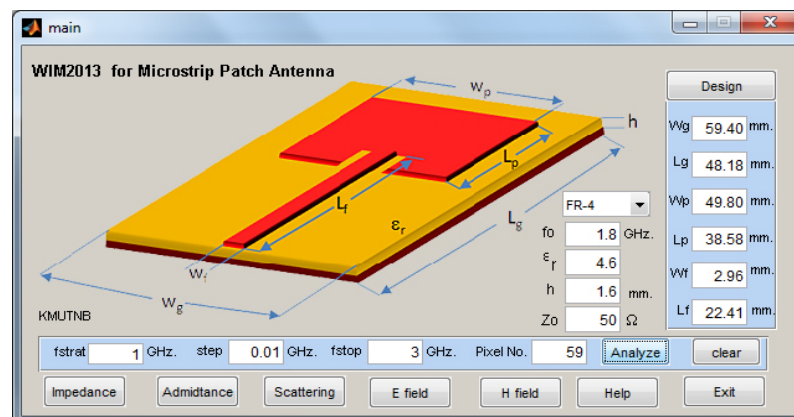 main
WIM2013 for Microstrip Patch Antenna
Wp
h
Lp
Lf
Lg
εr
Wf
Wg
KMUTNB
FR-4
fo 1.8 GHz.
εr 4.6
h 1.6 mm.
Zo 50 Ω
Design
Wg 59.40 mm.
Lg 48.18 mm.
Wp 49.80 mm.
Lp 38.58 mm.
Wf 2.96 mm.
Lf 22.41 mm.
fstrat 1 GHz. step 0.01 GHz. fstop 3 GHz. Pixel No. 59 Analyze clear
Impedance Admidtance Scattering E field H field Help Exit